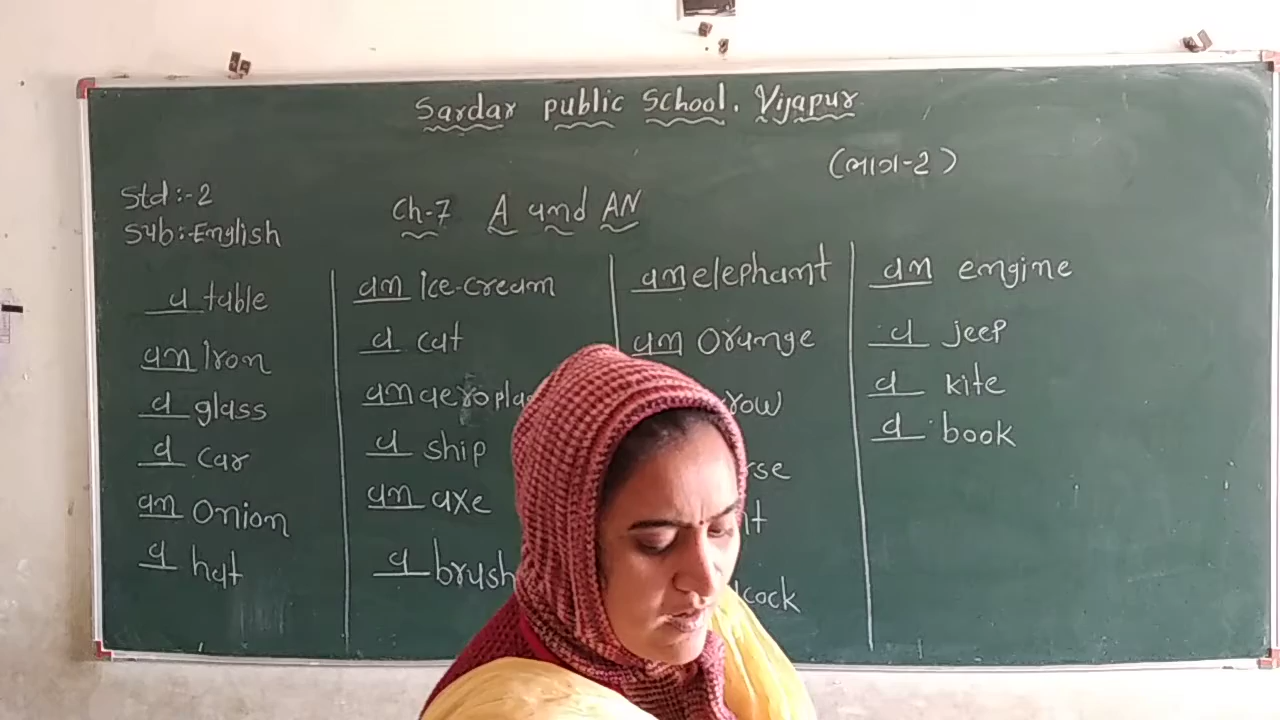 Sardar public School. Vijapur
(ભાગ-2)
Std:-2
Sub:-English
Ch-7 A and AN
a table
an Iron
a glass
a car
an Onion
a hat
an Ice-cream
a cat
an
a ship
an axe
a brush
an elephant
an Orange
an engine
a jeep
a kite
a book